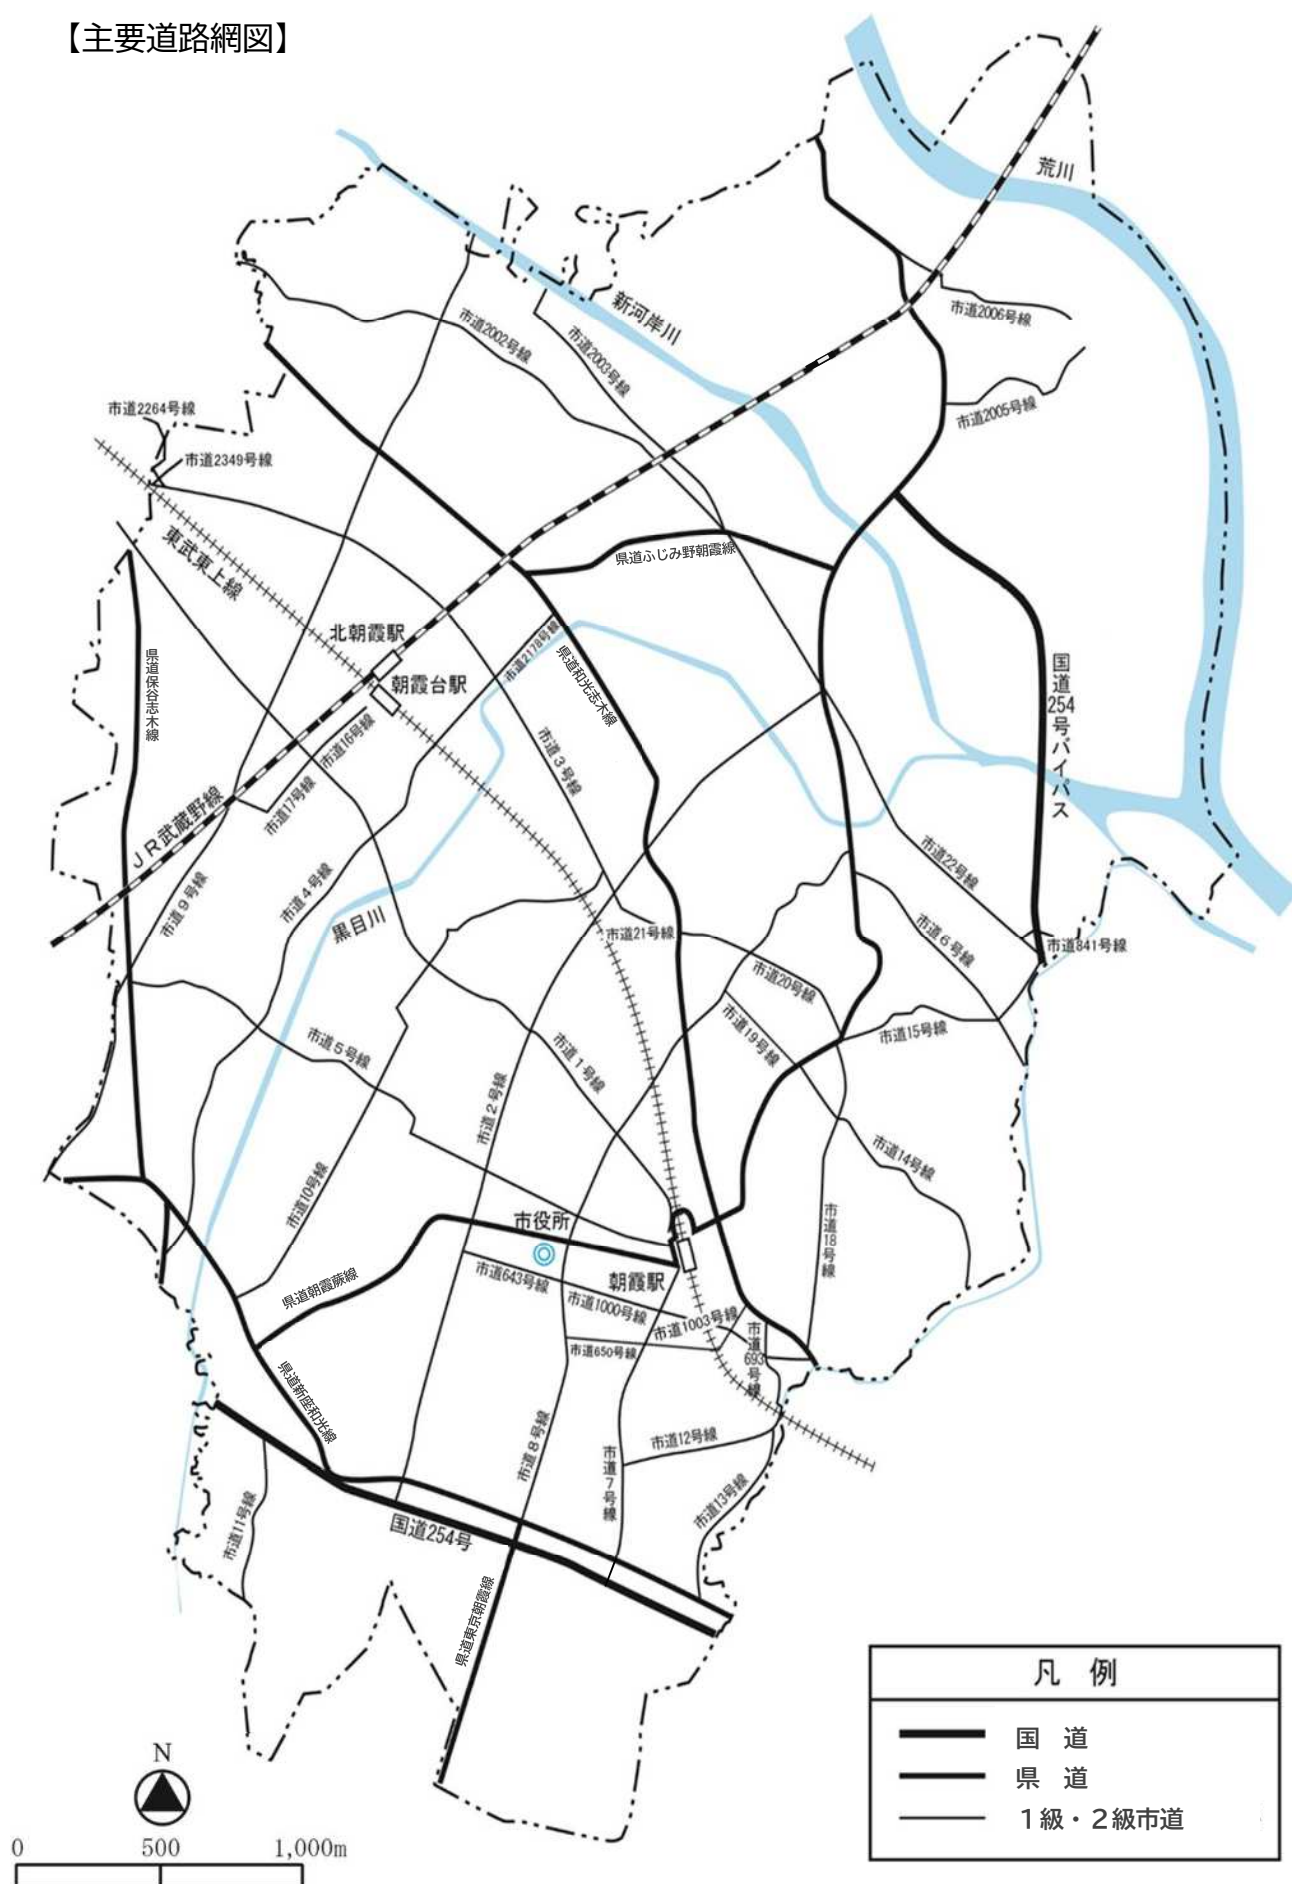 【主要道路網図】
荒川
新河岸川
市道2006号線
市道2002号線
市道2003号線
市道2005号線
市道2264号線
市道2349号線
東武東上線
県道ふじみ野朝霞線
北朝霞駅
朝霞台駅
市道2178号線
県道和光志木線
県道保谷志木線
国道254号バイパス
市道16号線
市道3号線
市道17号線
JR武蔵野線
市道22号線
市道4号線
市道9号線
黒目川
市道21号線
市道6号線
市道841号線
市道20号線
市道19号線
市道15号線
市道5号線
市道1号線
市道2号線
市道14号線
市道10号線
市役所
市道18号線
市道643号線
朝霞駅
県道朝霞蕨線
市道1000号線
市道1003号線
市道693号線
市道650号線
県道新座和光線
市道8号線
市道7号線
市道12号線
市道13号線
市道11号線
国道254号
県道東京朝霞線
凡 例
国 道
県 道
1級・2級市道
N
0 500 1,000m